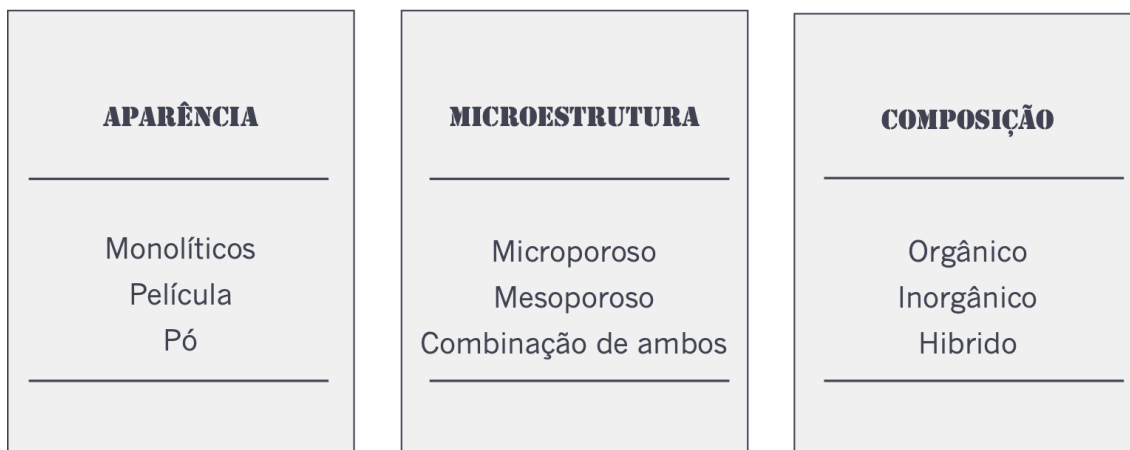 APARÊNCIA
Monolíticos
Película
Pó
MICROESTRUTURA
Microporoso
Mesoporoso
Combinação de ambos
COMPOSIÇÃO
Orgânico
Inorgânico
Hibrido